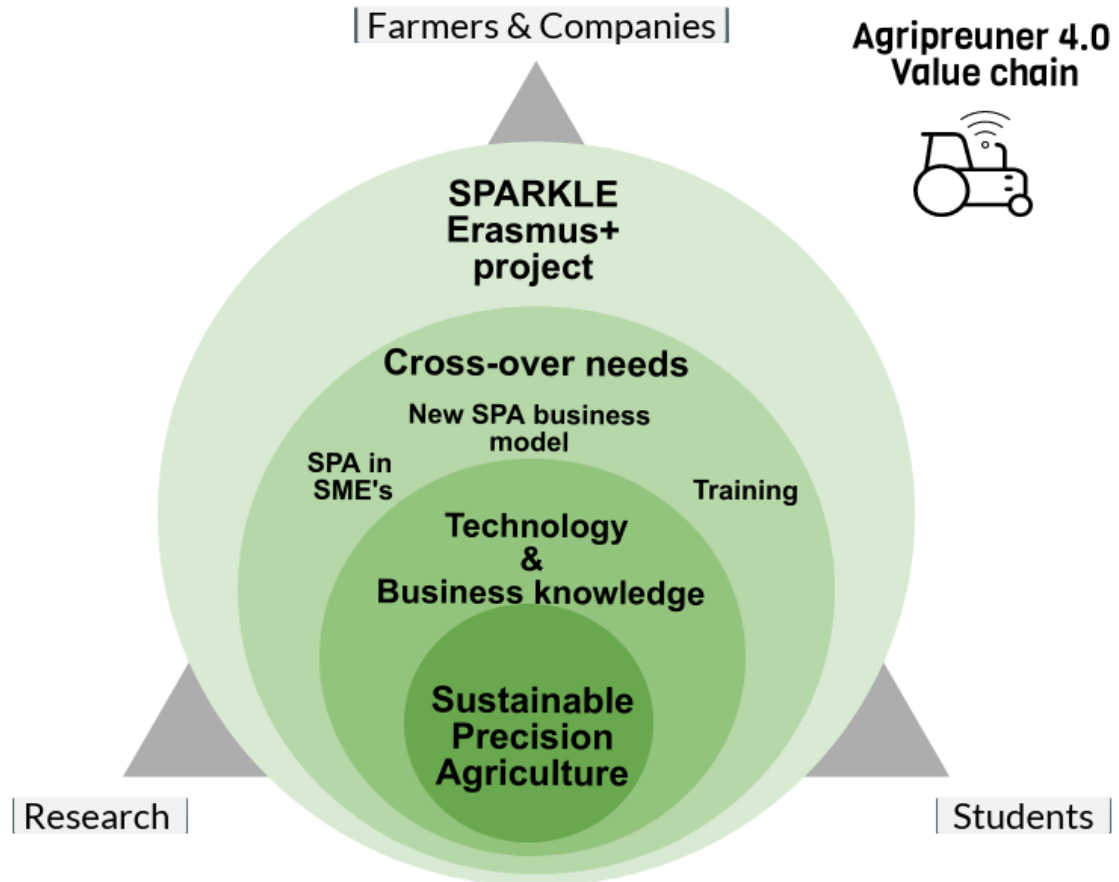 Farmers & Companies
Agripreuner 4.0
Value chain
SPARKLE
Erasmus+
project
Cross-over needs
New SPA business
model
SPA in
SME's
Training
Technology
&
Business knowledge
Sustainable
Precision
Agriculture
Research
Students